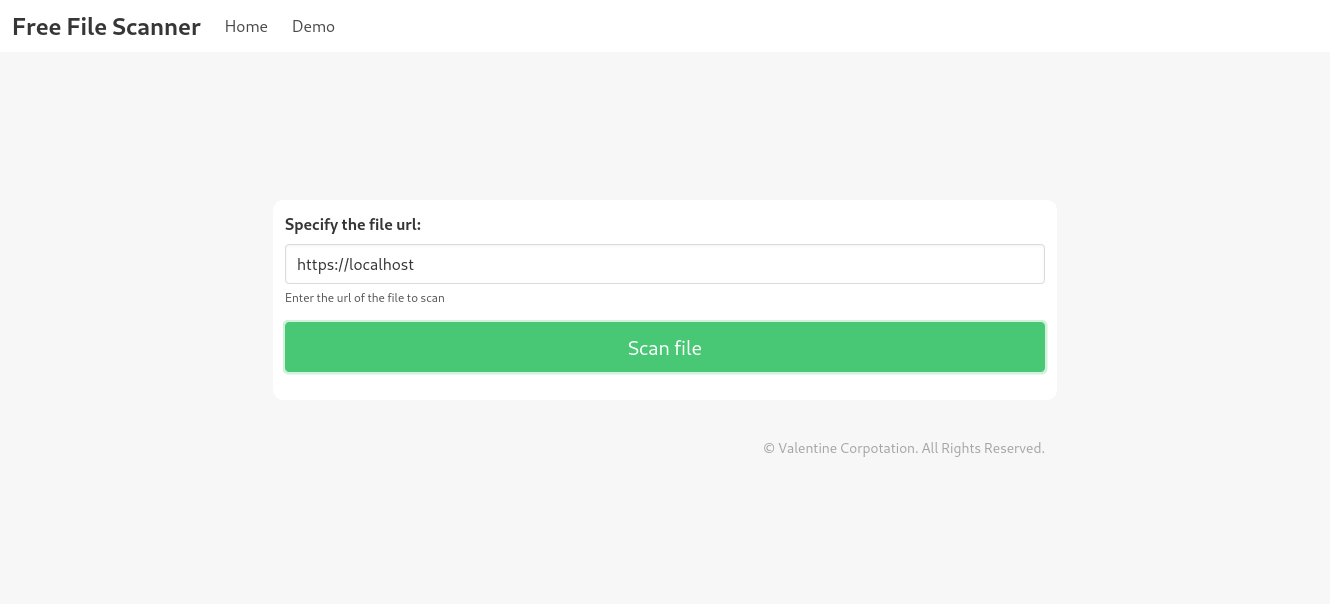 Free File Scanner Home Demo
Specify the file url:
https://localhost
Enter the url of the file to scan
Scan file
© Valentine Corpotation. All Rights Reserved.